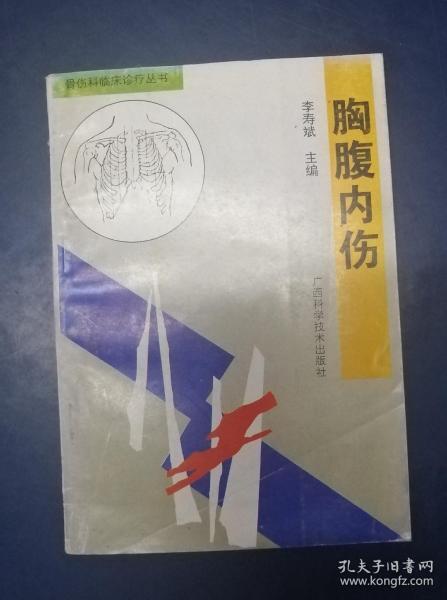 骨伤科临床诊疗丛书
胸腹内伤
李寿斌 主编
广西科学技术出版社
孔夫子旧书网
www.kongfz.com